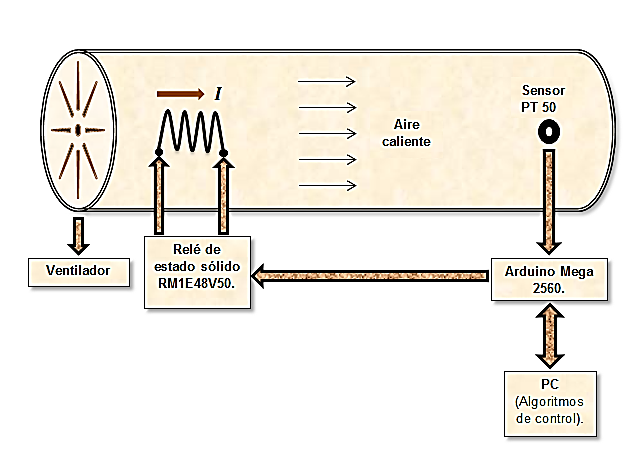 I
Sensor
PT 50
Aire
caliente
Ventilador
Relé de
estado sólido
RM1E48V50.
Arduino Mega
2560.
PC
(Algoritmos
de control).